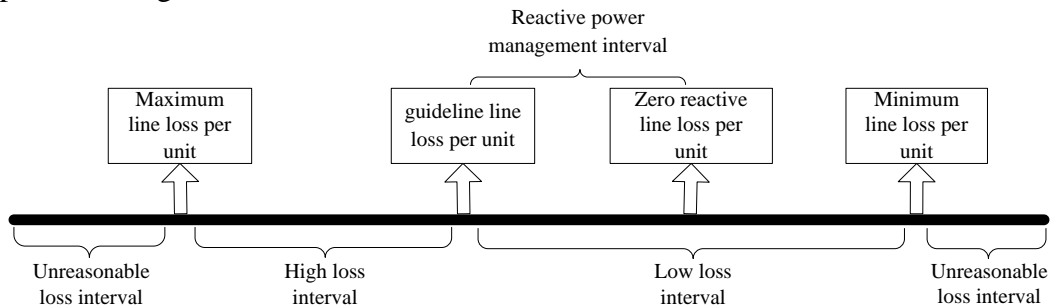 Reactive power
management interval
Maximum
line loss per
unit
guideline line
loss per unit
Zero reactive
line loss per
unit
Minimum
line loss per
unit
Unreasonable
loss interval
High loss
interval
Low loss
interval
Unreasonable
loss interval